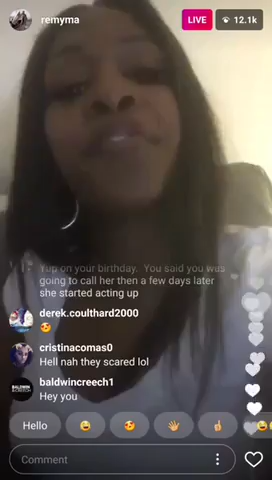 remyma
LIVE
12.1k
Yup on your birthday. You said you was
going to call her then a few days later
she started acting up
derek.coulthard2000
🥰
cristinacomas0
Hell nah they scared lol
BALDWIN
baldwincreech1
Hey you
Hello
Comment